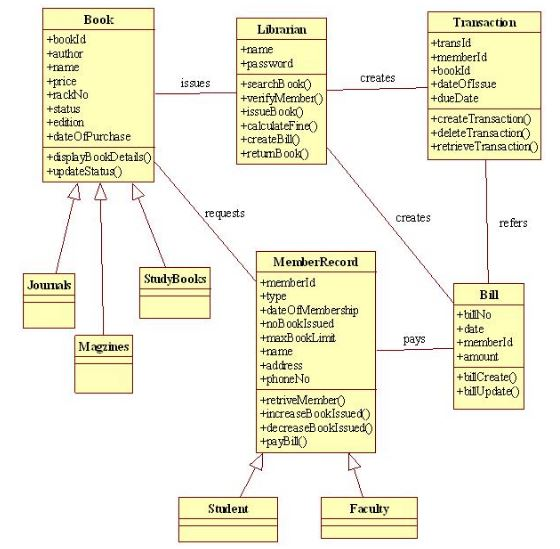 Book
+bookId
+author
+name
+price
+rackNo
+status
+edition
+dateOfPurchase
+displayBookDetails()
+updateStatus()
issues
Librarian
+name
+password
+searchBook()
+verifyMember()
+issueBook()
+calculateFine()
+createBill()
+returnBook()
creates
Transaction
+transId
+memberId
+bookId
+dateOfIssue
+dueDate
+createTransaction()
+deleteTransaction()
+retrieveTransaction()
requests
creates
refers
Journals
Magzines
StudyBooks
MemberRecord
+memberId
+type
+dateOfMembership
+noBookIssued
+maxBookLimit
+name
+address
+phoneNo
+retriveMember()
+increaseBookIssued()
+decreaseBookIssued()
+payBill()
pays
Bill
+billNo
+date
+memberId
+amount
+billCreate()
+billUpdate()
Student
Faculty